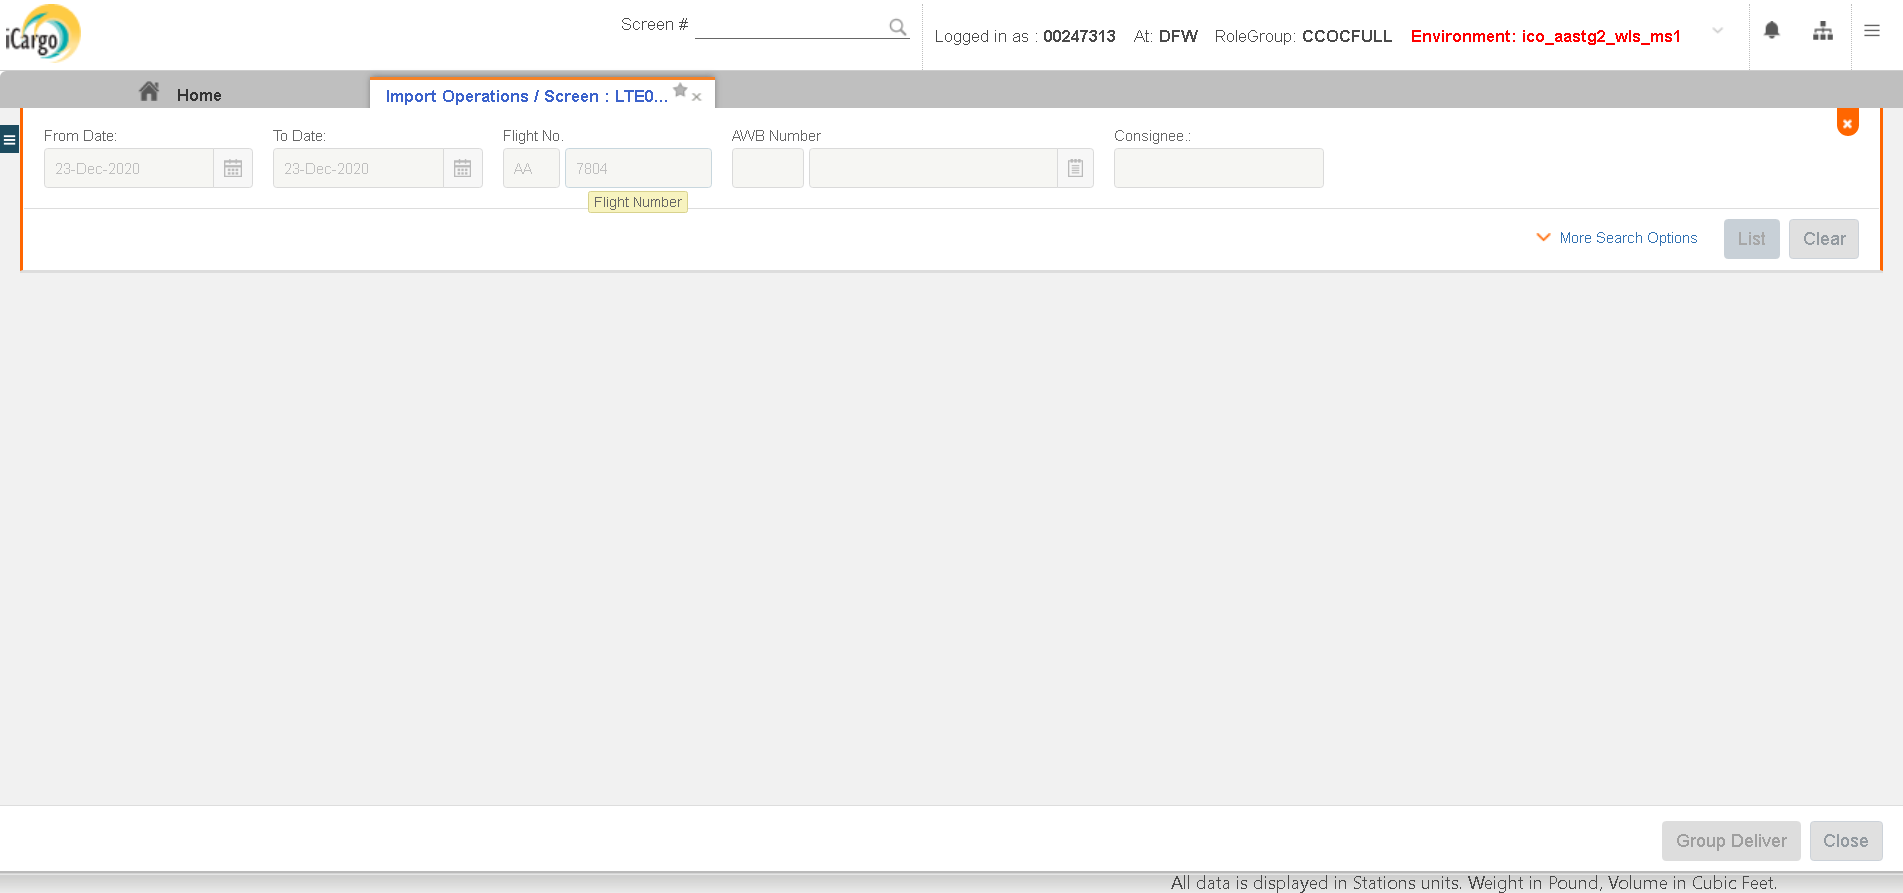 iCargo
Screen #
Logged in as : 00247313 At: DFW RoleGroup: CCOCFULL Environment: ico_aastg2_wls_ms1
Home
Import Operations / Screen : LTE0...
From Date: To Date: Flight No. AWB Number Consignee.:
23-Dec-2020 23-Dec-2020 AA 7804
Flight Number
More Search Options List Clear
Group Deliver Close
All data is displayed in Stations units. Weight in Pound, Volume in Cubic Feet.